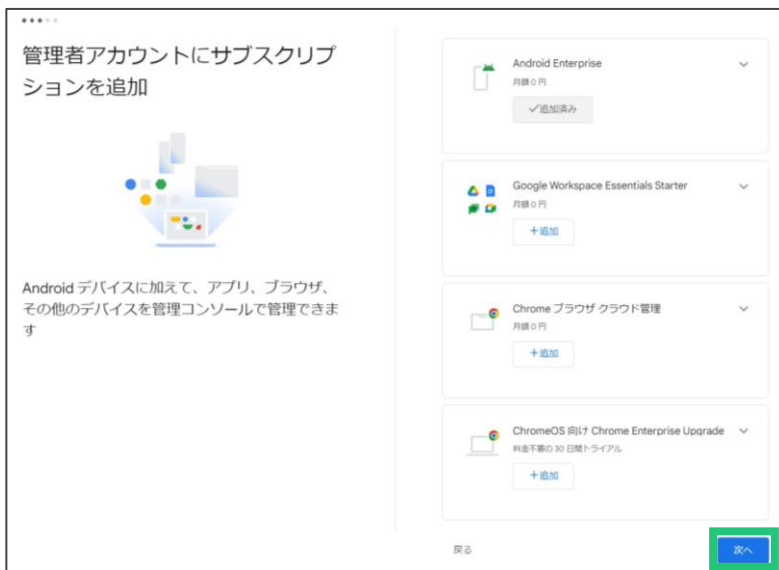 管理者アカウントにサブスクリプ
ションを追加
Android デバイスに加えて、アプリ、ブラウザ、
その他のデバイスを管理コンソールで管理できま
す
Android Enterprise
月額 0 円
✓追加済み
Google Workspace Essentials Starter
月額 0 円
+追加
Chrome ブラウザ クラウド管理
月額 0 円
+追加
ChromeOS 向け Chrome Enterprise Upgrade
料金不要の 30 日間トライアル
+追加
戻る
次へ